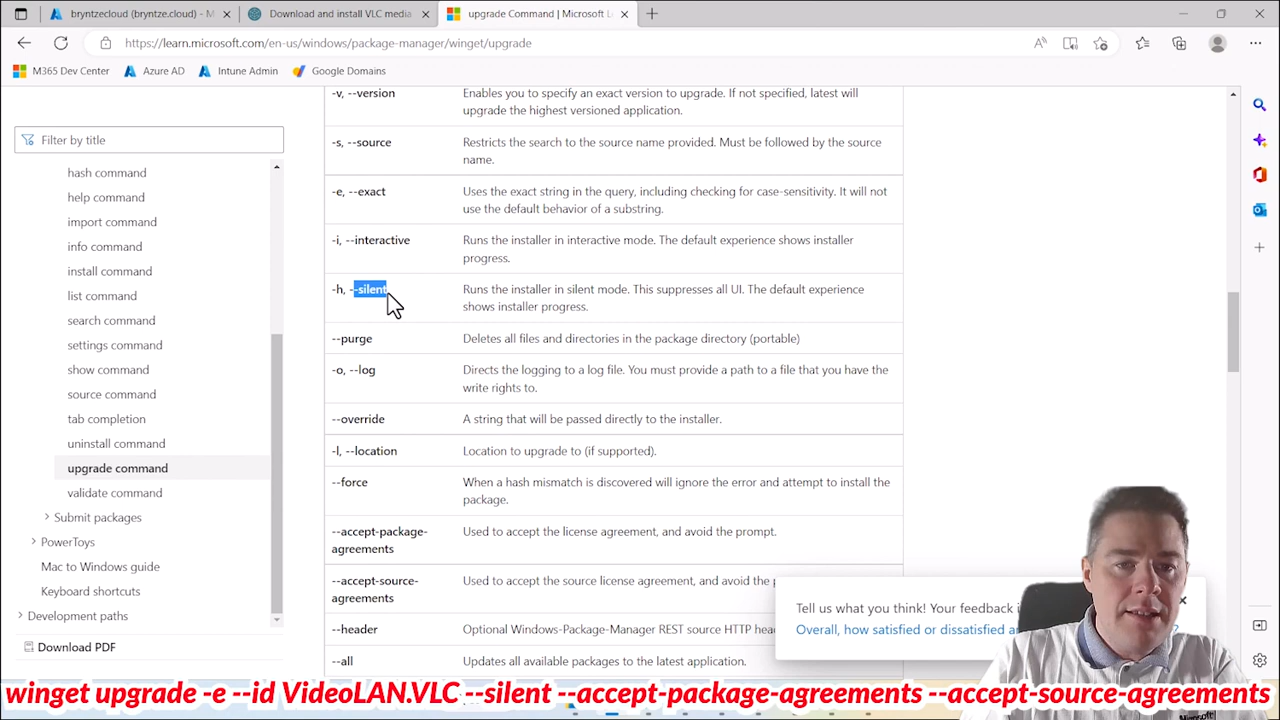 bryntzecloud (bryntze.cloud) - M
Download and install VLC media
upgrade Command | Microsoft L
https://learn.microsoft.com/en-us/windows/package-manager/winget/upgrade
M365 Dev Center
Azure AD
Intune Admin
Google Domains
Filter by title
hash command
help command
import command
info command
install command
list command
search command
settings command
show command
source command
tab completion
uninstall command
upgrade command
validate command
Submit packages
PowerToys
Mac to Windows guide
Keyboard shortcuts
Development paths
Download PDF
-v, --version
Enables you to specify an exact version to upgrade. If not specified, latest will
upgrade the highest versioned application.
-s, --source
Restricts the search to the source name provided. Must be followed by the source
name.
-e, --exact
Uses the exact string in the query, including checking for case-sensitivity. It will not
use the default behavior of a substring.
-i, --interactive
Runs the installer in interactive mode. The default experience shows installer
progress.
-h, --silent
Runs the installer in silent mode. This suppresses all UI. The default experience
shows installer progress.
--purge
Deletes all files and directories in the package directory (portable)
-o, --log
Directs the logging to a log file. You must provide a path to a file that you have the
write rights to.
--override
A string that will be passed directly to the installer.
-l, --location
Location to upgrade to (if supported).
--force
When a hash mismatch is discovered will ignore the error and attempt to install the
package.
--accept-package-
agreements
Used to accept the license agreement, and avoid the prompt.
--accept-source-
agreements
Used to accept the source license agreement, and avoid the
--header
Optional Windows-Package-Manager REST source HTTP
--all
Updates all available packages to the latest application.
Tell us what you think! Your feedback
Overall, how satisfied or dissatisfied
winget upgrade -e --id VideoLAN.VLC --silent --accept-package-agreements --accept-source-agreements